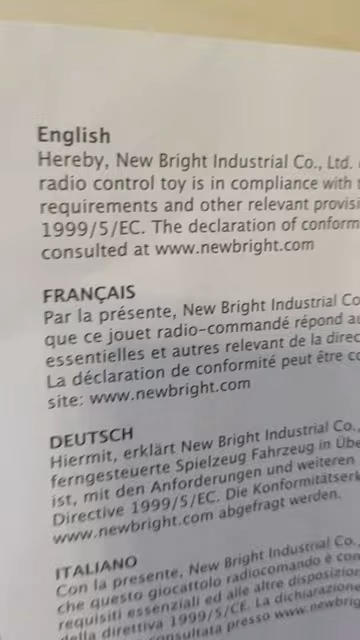 English
Hereby, New Bright Industrial Co., Ltd.
radio control toy is in compliance with
requirements and other relevant
1999/5/EC. The declaration of
consulted at www.newbright.com
FRANÇAIS
Par la présente, New Bright Industrial Co
que ce jouet radio-commandé répond
essentielles et autres relevant de la
La déclaration de conformité peut être
site: www.newbright.com
DEUTSCH
Hiermit, erklärt New Bright Industrial Co.,
ferngesteuerte Spielzeug Fahrzeug in
ist, mit den Anforderungen und weiteren
Directive 1999/5/EC. Die
www.newbright.com abgefragt werden.
ITALIANO
Con la presente, New Bright Industrial Co.,
che questo giocattolo radiocomando è
requisiti essenziali ed alle altre
della direttiva 1999/5/CE. La dichiarazione
consultata presso